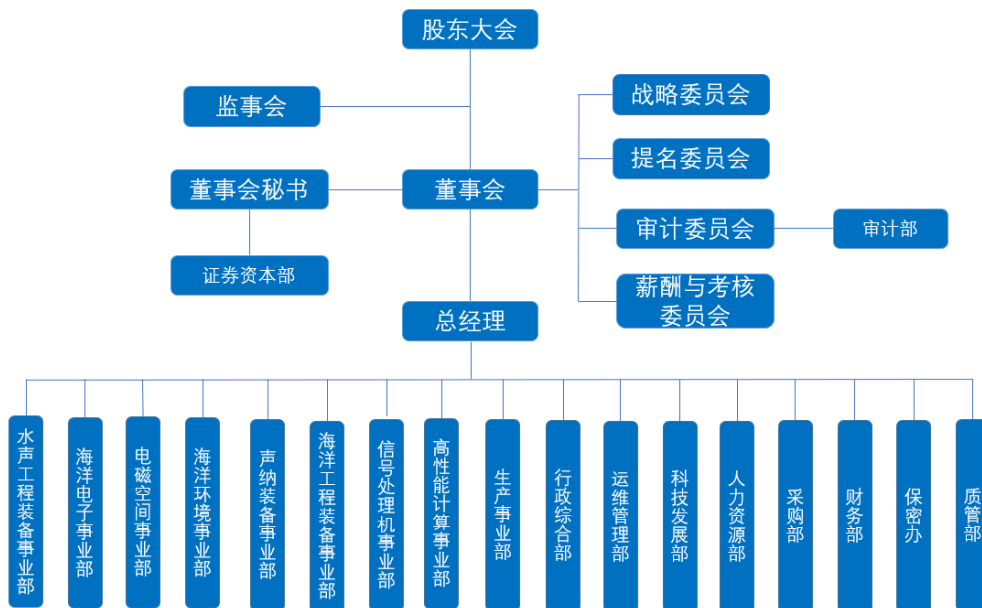 股东大会
监事会
战略委员会
提名委员会
董事会秘书
董事会
审计委员会
审计部
证券资本部
薪酬与考核
委员会
总经理
水声工程装备事业部
海洋电子事业部
电磁空间事业部
海洋环境事业部
声纳装备事业部
海洋工程装备事业部
信号处理机事业部
高性能计算事业部
生产事业部
行政综合部
运维管理部
科技发展部
人力资源部
采购部
财务部
保密办
质管部